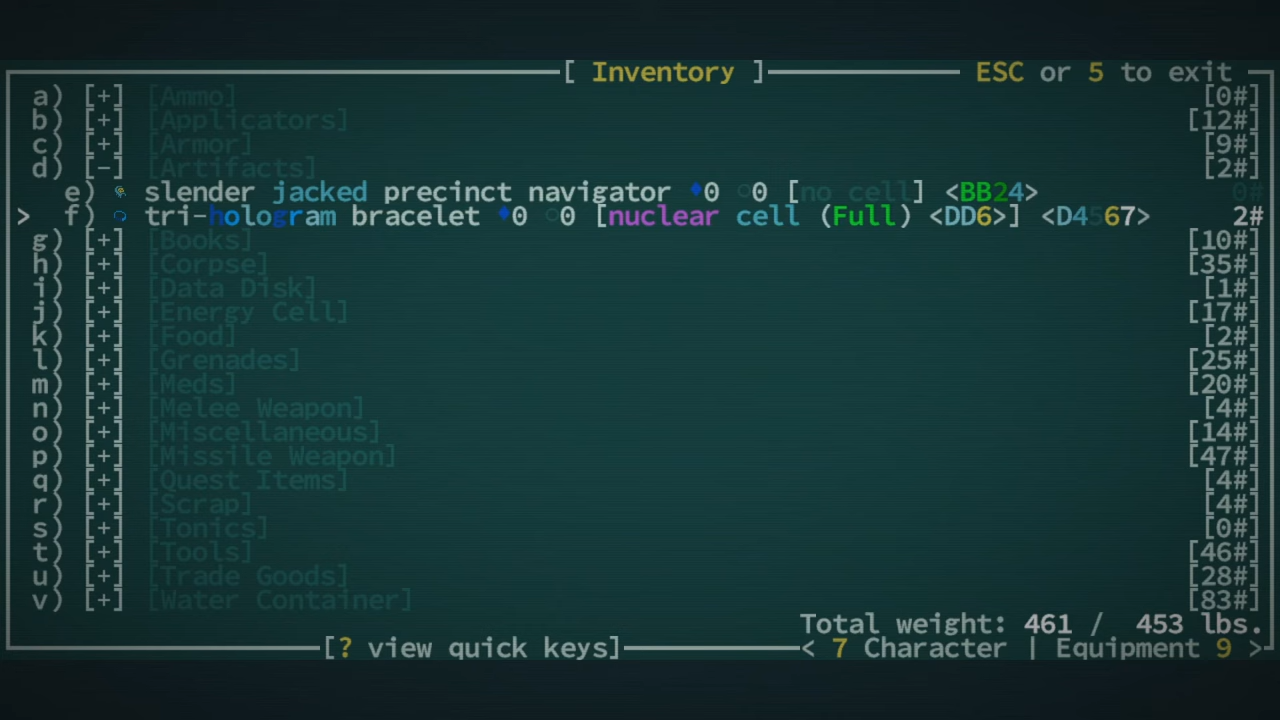 [ Inventory ] ESC or 5 to exit
a) [+] [Ammo] [0#]
b) [+] [Applicators] [12#]
c) [+] [Armor] [9#]
d) [-] [Artifacts] [2#]
e) slender jacked precinct navigator ♦0 ○0 [no cell] <BB24> 0#
> f) tri-hologram bracelet ♦0 ○0 [nuclear cell (Full) <DD6>] <D4567> 2#
g) [+] [Books] [10#]
h) [+] [Corpse] [35#]
i) [+] [Data Disk] [1#]
j) [+] [Energy Cell] [17#]
k) [+] [Food] [2#]
l) [+] [Grenades] [25#]
m) [+] [Meds] [20#]
n) [+] [Melee Weapon] [4#]
o) [+] [Miscellaneous] [14#]
p) [+] [Missile Weapon] [47#]
q) [+] [Quest Items] [4#]
r) [+] [Scrap] [4#]
s) [+] [Tonics] [0#]
t) [+] [Tools] [46#]
u) [+] [Trade Goods] [28#]
v) [+] [Water Container] [83#]
Total weight: 461 / 453 lbs.
[? view quick keys] < 7 Character | Equipment 9 >